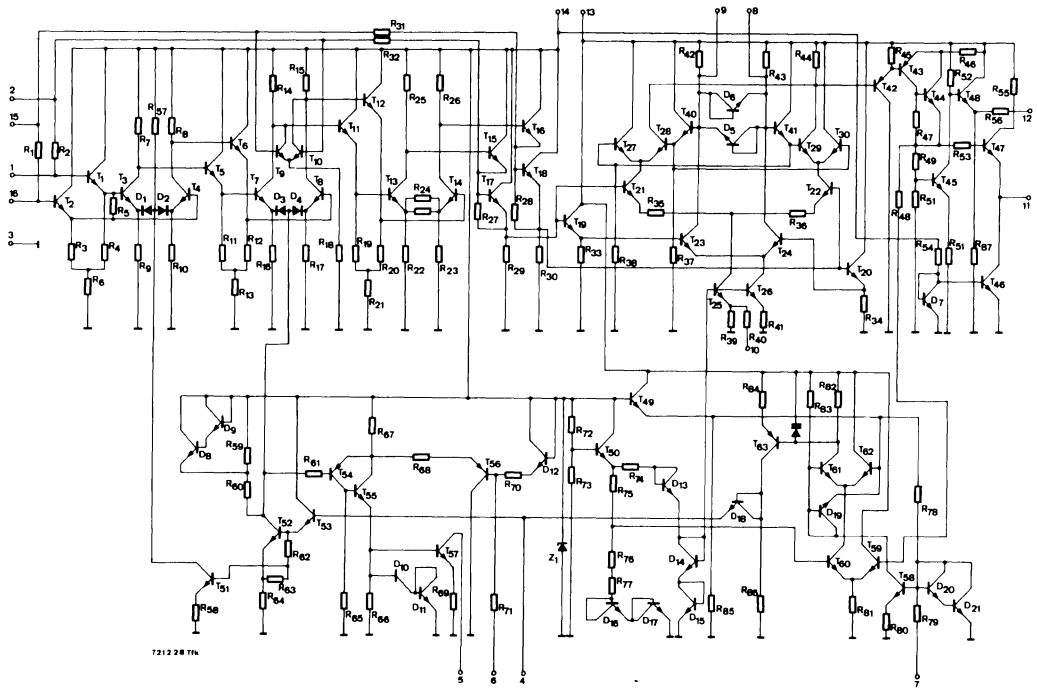 9 8
14 13
R31
R32
R42 R43 R44 R45 R46
T43 R52 R55
R14 R15 T12 R25 R26
D6 T42 T44 T48
R56 12
2
15
R57 R7 R8 T6 T11 T10 T15 T16
T27 T28 T40 D5 T41 T29 T30 R47 R53 T47
R1 R2
1
T1 T3 T5 T9 T7 T8 T13 R24 T14 T17 T18
T21 T22 R49 T45
16
T2 R5 D1 D2 T4 D3 D4 R27 R28 T19 R35 R36 R48 R51 11
3 1
R3 R4 R9 R10 R11 R12 R16 R17 R18 R19 R20 R22 R23 R29 R30 R33 R38 T23 R37 T24 T20 R54 R51 R87
R6 R13 R21 T25 T26 D7 T46
R39 R40 R41 R34
10
T49 R84 R82 R83
D9 D8 R59 R67 R72 T50 T63 T61 T62
R61 T54 R68 T56 R70 D12 R74 D13
R60 T55 R73 R75 D18 D19 R78
T52 T53
R62 T57 Z1 R76 D14 T60 T59
T51 R63 D10 R77 T58
D11 D20
R58 R64 R65 R66 R69 R71 D16 D17 D15 R85 R86 R81 R80 R79 D21
721228 Tfk
5 6 4 7